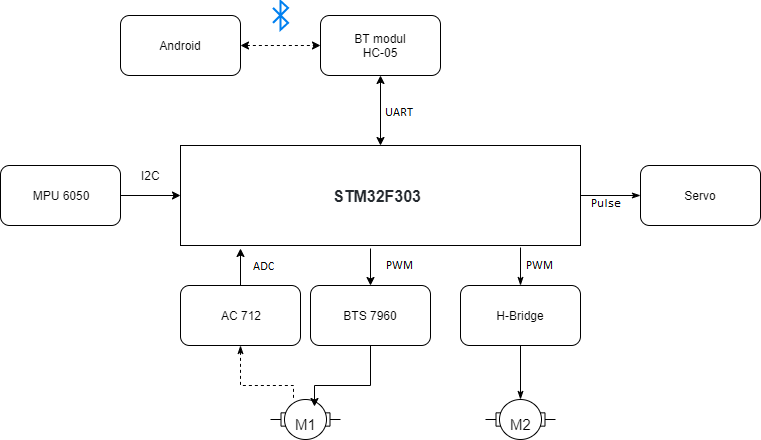 Android
BT modul
HC-05
UART
I2C
MPU 6050
STM32F303
Pulse
Servo
ADC
PWM
PWM
AC 712
BTS 7960
H-Bridge
M1
M2